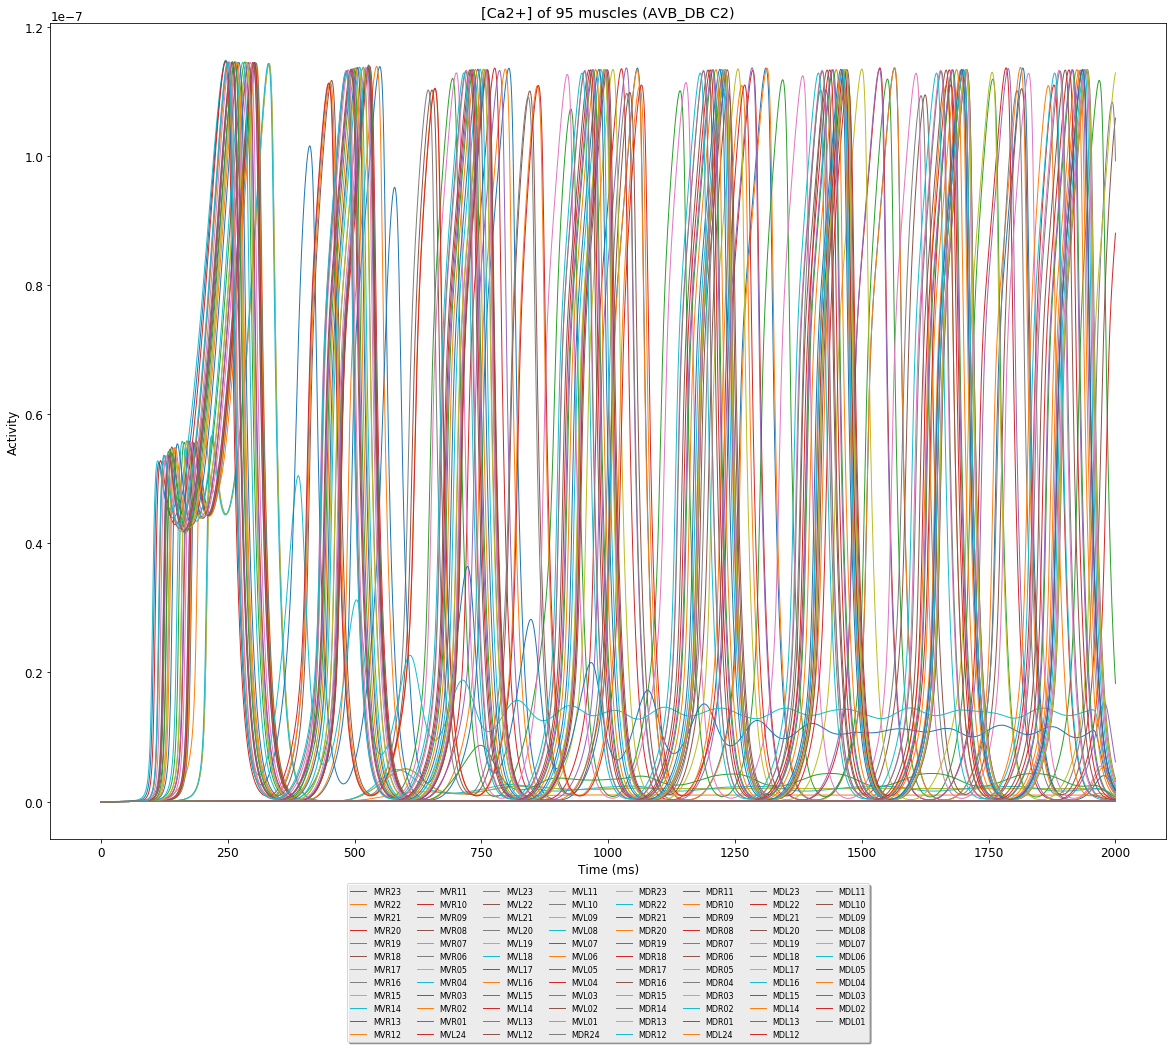 [Ca2+] of 95 muscles (AVB_DB C2)
1e−7
1.2
1.0
0.8
0.6
0.4
0.2
0.0
Activity
0 250 500 750 1000 1250 1500 1750 2000
Time (ms)
MVR23 MVR11 MVL23 MVL11 MDR23 MDR11 MDL23 MDL11
MVR22 MVR10 MVL22 MVL10 MDR22 MDR10 MDL22 MDL10
MVR21 MVR09 MVL21 MVL09 MDR21 MDR09 MDL21 MDL09
MVR20 MVR08 MVL20 MVL08 MDR20 MDR08 MDL20 MDL08
MVR19 MVR07 MVL19 MVL07 MDR19 MDR07 MDL19 MDL07
MVR18 MVR06 MVL18 MVL06 MDR18 MDR06 MDL18 MDL06
MVR17 MVR05 MVL17 MVL05 MDR17 MDR05 MDL17 MDL05
MVR16 MVR04 MVL16 MVL04 MDR16 MDR04 MDL16 MDL04
MVR15 MVR03 MVL15 MVL03 MDR15 MDR03 MDL15 MDL03
MVR14 MVR02 MVL14 MVL02 MDR14 MDR02 MDL14 MDL02
MVR13 MVR01 MVL13 MVL01 MDR13 MDR01 MDL13 MDL01
MVR12 MVL24 MVL12 MDR24 MDR12 MDL24 MDL12